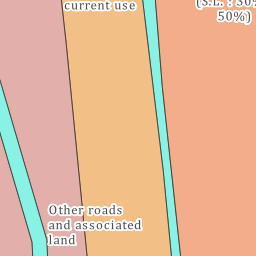 current use
(S.L. : 30%
50%)
Other roads
and associated
land